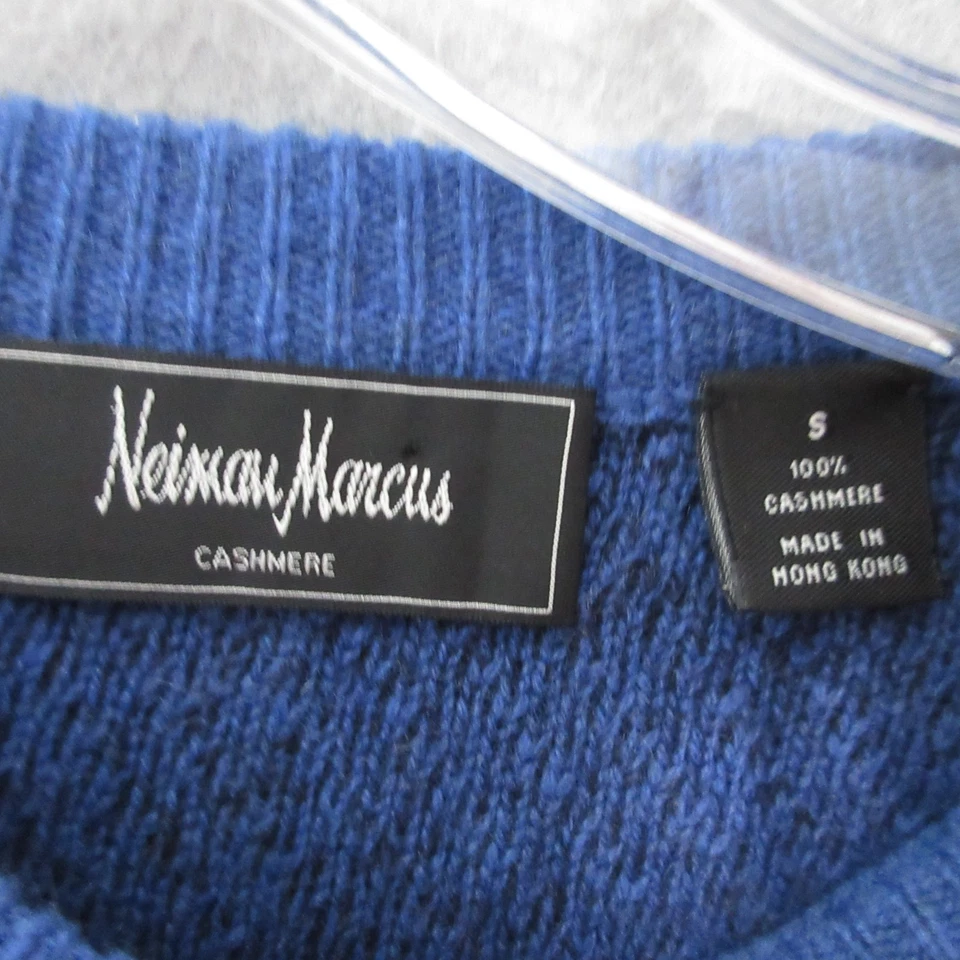 Neiman Marcus
CASHMERE
S
100%
CASHMERE
MADE IN
HONG KONG